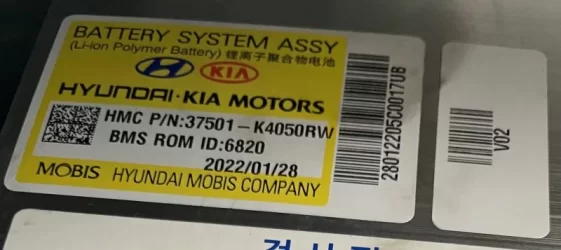 BATTERY SYSTEM ASSY
(Li-ion Polymer Battery) 锂离子聚合物电池
KIA
HYUNDAI · KIA MOTORS
HMC P/N:37501-K4050RW
BMS ROM ID:6820
2022/01/28
MOBIS HYUNDAI MOBIS COMPANY
28012205C0017UB
V02